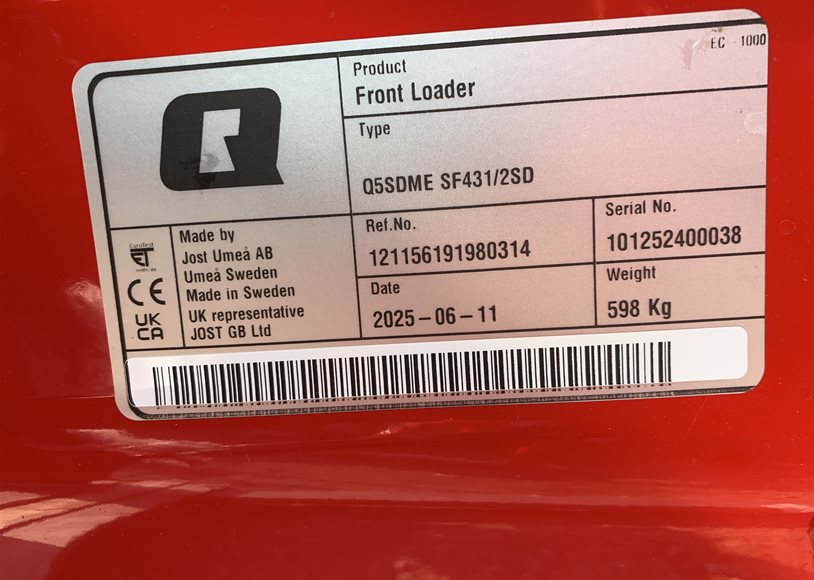 EC 1000
Product
Front Loader
Type
Q5SDME SF431/2SD
Made by
Jost Umeå AB
Umeå Sweden
Made in Sweden
UK representative
JOST GB Ltd
Ref.No.
121156191980314
Serial No.
101252400038
Date
2025-06-11
Weight
598 Kg
EuroTest
ET
CE
UK
CA